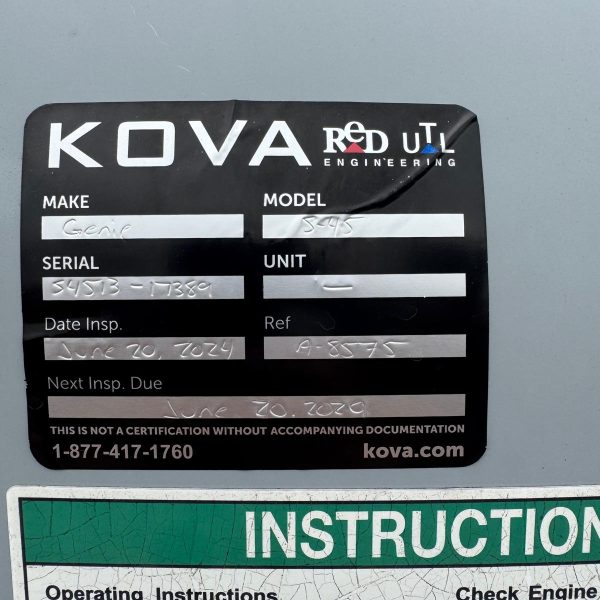 KOVA ReD UTL
ENGINEERING
MAKE MODEL
Genie S-45
SERIAL UNIT
S4513-17389 —
Date Insp. Ref
June 20, 2024 A-8575
Next Insp. Due
June 20, 2029
THIS IS NOT A CERTIFICATION WITHOUT ACCOMPANYING DOCUMENTATION
1-877-417-1760 kova.com
INSTRUCTION
Operating Instructions Check Engine